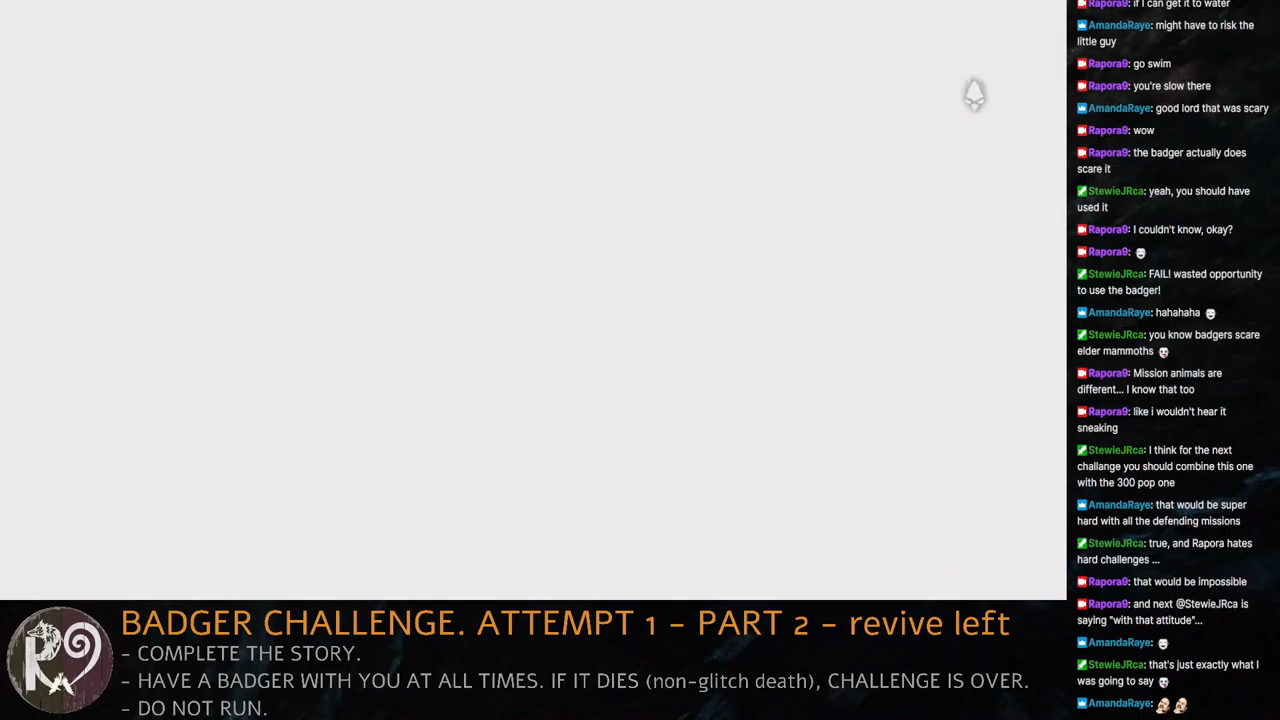 Rapora9: if I can get it to water
AmandaRaye: might have to risk the
little guy
Rapora9: go swim
Rapora9: you're slow there
AmandaRaye: good lord that was scary
Rapora9: wow
Rapora9: the badger actually does
scare it
StewieJRca: yeah, you should have
used it
Rapora9: I couldn't know, okay?
Rapora9:
StewieJRca: FAIL! wasted opportunity
to use the badger!
AmandaRaye: hahahaha
StewieJRca: you know badgers scare
elder mammoths
Rapora9: Mission animals are
different... I know that too
Rapora9: like i wouldn't hear it
sneaking
StewieJRca: I think for the next
challange you should combine this one
with the 300 pop one
AmandaRaye: that would be super
hard with all the defending missions
StewieJRca: true, and Rapora hates
hard challenges ...
Rapora9: that would be impossible
Rapora9: and next @StewieJRca is
saying "with that attitude"...
AmandaRaye:
StewieJRca: that's just exactly what I
was going to say
AmandaRaye:
R9
BADGER CHALLENGE. ATTEMPT 1 - PART 2 - revive left
- COMPLETE THE STORY.
- HAVE A BADGER WITH YOU AT ALL TIMES. IF IT DIES (non-glitch death), CHALLENGE IS OVER.
- DO NOT RUN.